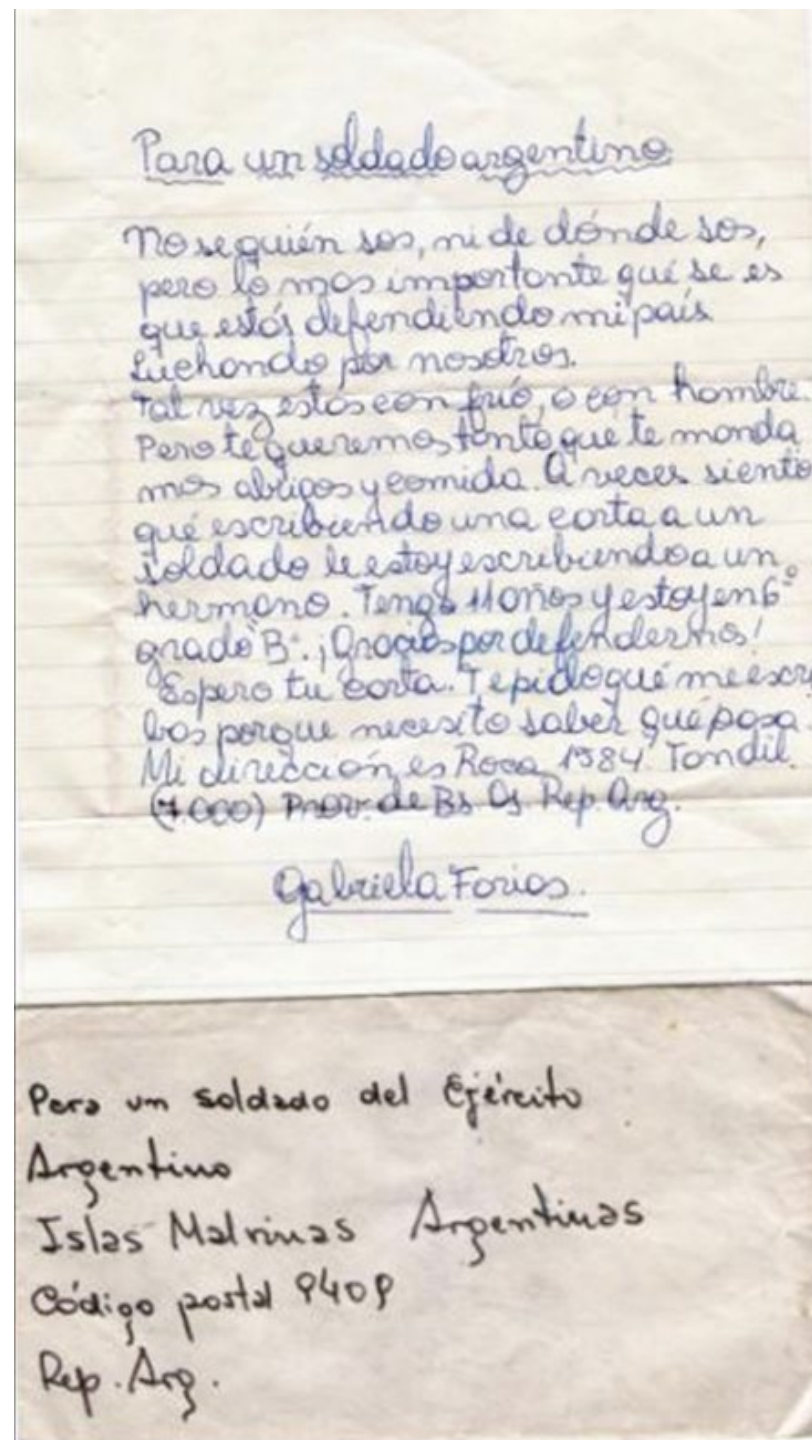 Para un soldado argentino
No se quién sos, ni de dónde sos,
pero lo mas importante qué se es
que estás defendiendo mi país
Luchando por nosotros.
Tal vez estás con frió, o con hambre.
Pero te queremos tanto que te manda
mos abrigos y comida. A veces siento
qué escribiendo una carta a un
soldado le estoy escribiendo a un
hermano. Tengo 11 años y estoy en 6º
grado "B". ¡Gracias por defendernos!
Espero tu carta. Te pido qué me escri
bas porque necesito saber qué pasa.
Mi dirección es Roca 1584 Tandil.
(7.000) Prov. de Bs As Rep. Arg.
Gabriela Farias.
Para un soldado del Ejército
Argentino
Islas Malvinas Argentinas
Código postal 9409
Rep. Arg.